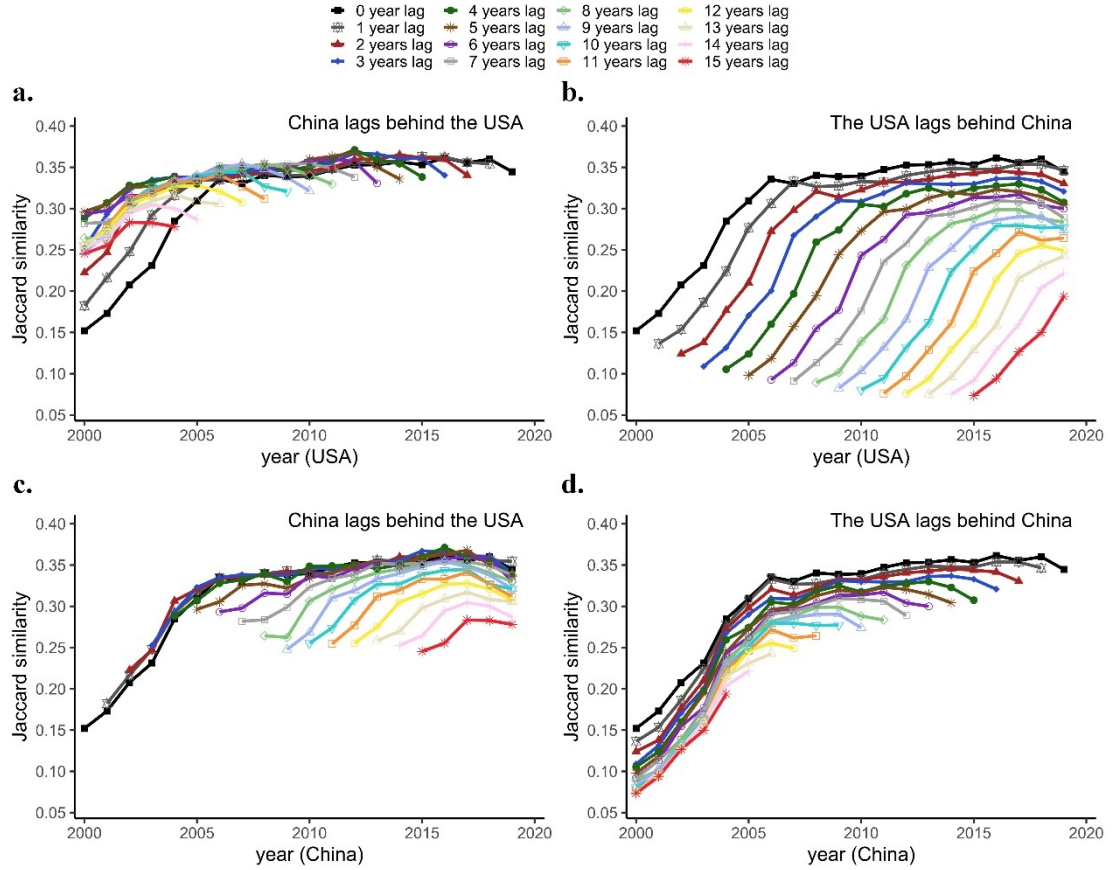 0 year lag 4 years lag 8 years lag 12 years lag
1 year lag 5 years lag 9 years lag 13 years lag
2 years lag 6 years lag 10 years lag 14 years lag
3 years lag 7 years lag 11 years lag 15 years lag
a.
China lags behind the USA
0.40
0.35
0.30
0.25
0.20
0.15
0.10
0.05
Jaccard similarity
2000 2005 2010 2015 2020
year (USA)
b.
The USA lags behind China
0.40
0.35
0.30
0.25
0.20
0.15
0.10
0.05
Jaccard similarity
2000 2005 2010 2015 2020
year (USA)
c.
China lags behind the USA
0.40
0.35
0.30
0.25
0.20
0.15
0.10
0.05
Jaccard similarity
2000 2005 2010 2015 2020
year (China)
d.
The USA lags behind China
0.40
0.35
0.30
0.25
0.20
0.15
0.10
0.05
Jaccard similarity
2000 2005 2010 2015 2020
year (China)